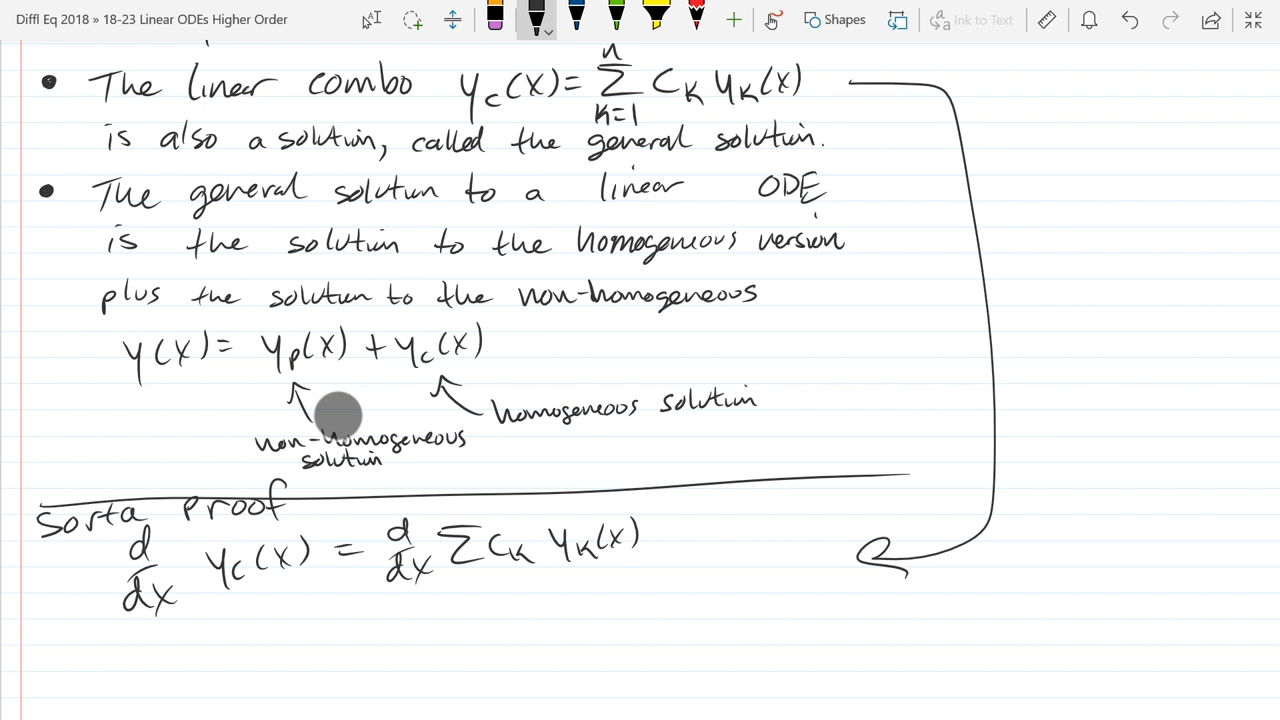 Diffl Eq 2018 » 18-23 Linear ODEs Higher Order
Shapes
Ink to Text
• The linear combo y_c(x) = ∑_{k=1}^{n} C_k y_k(x)
is also a solution, called the general solution.
• The general solution to a linear ODE
is the solution to the homogeneous version
plus the solution to the non-homogeneous
y(x) = y_p(x) + y_c(x)
homogeneous solution
non-homogeneous
solution
Sorta proof
d/dx y_c(x) = d/dx ∑ C_k y_k(x)